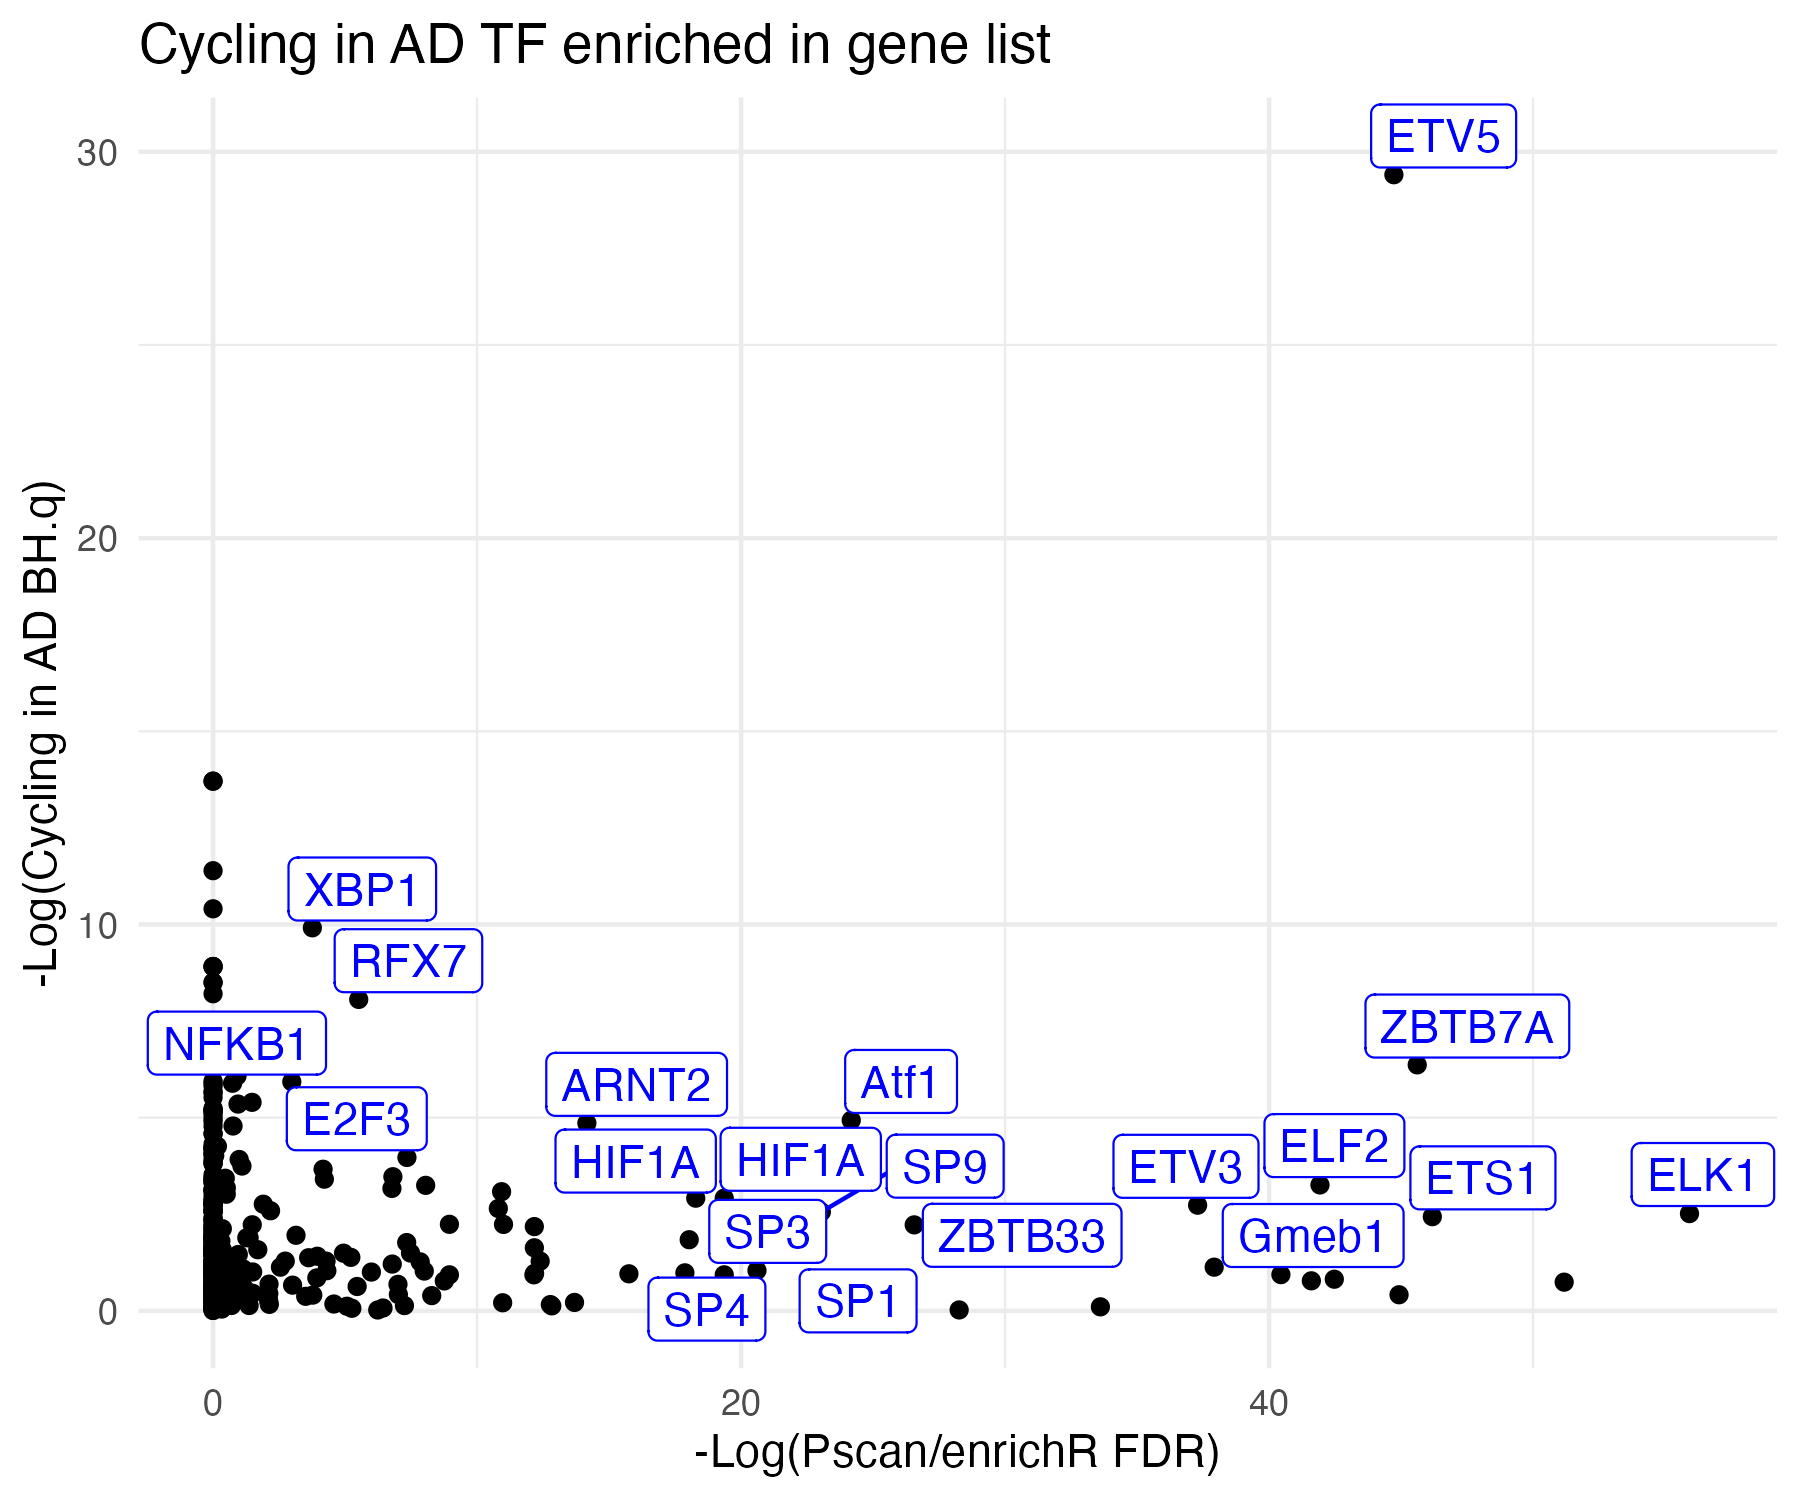 Cycling in AD TF enriched in gene list
-Log(Cycling in AD BH.q)
30
20
10
0
ETV5
XBP1
RFX7
NFKB1
E2F3
ARNT2
Atf1
ZBTB7A
HIF1A
HIF1A
SP9
ETV3
ELF2
ETS1
ELK1
SP3
ZBTB33
Gmeb1
SP4
SP1
0
20
40
-Log(Pscan/enrichR FDR)